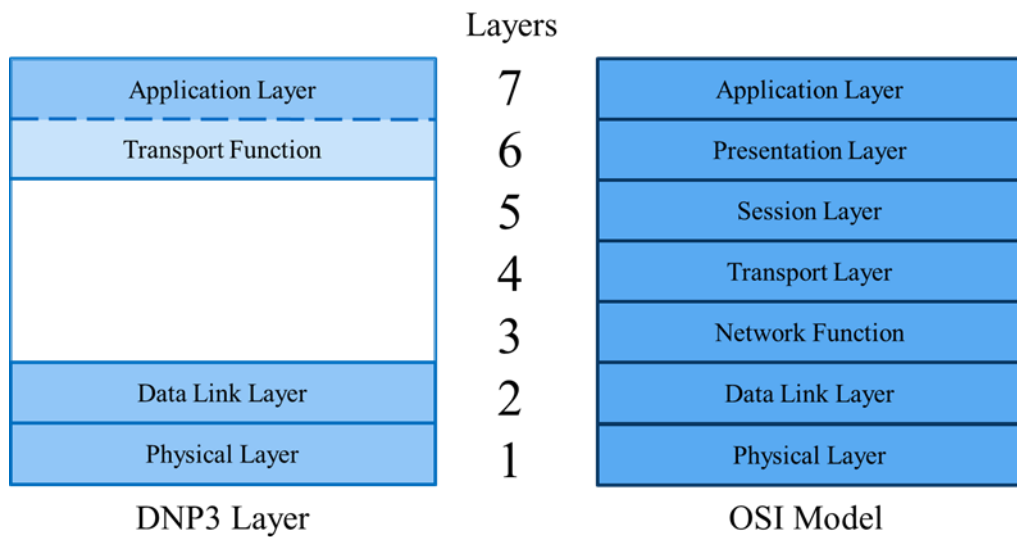 Layers
Application Layer 7 Application Layer
Transport Function 6 Presentation Layer
5 Session Layer
4 Transport Layer
3 Network Function
Data Link Layer 2 Data Link Layer
Physical Layer 1 Physical Layer
DNP3 Layer OSI Model